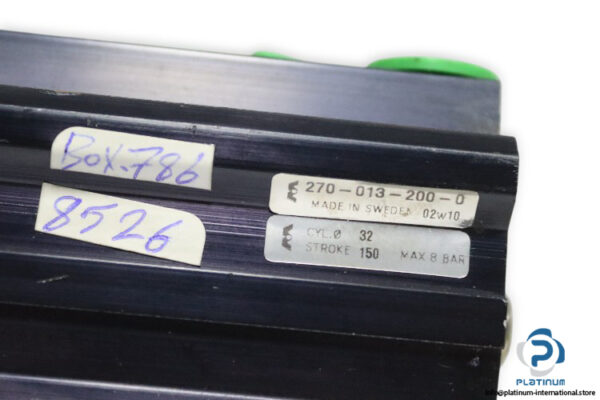 BOX.786
8526
270-013-200-0
MADE IN SWEDEN 02w10
CYL.Ø 32
STROKE 150 MAX 8 BAR
PLATINUM
info@platinum-international.store